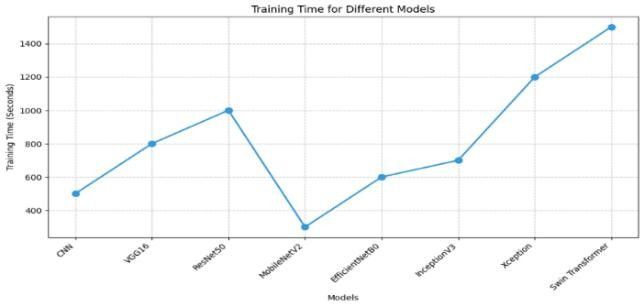 Training Time for Different Models
Training Time (Seconds)
1400
1200
1000
800
600
400
CNN
VGG16
ResNet50
MobileNetV2
EfficientNetB0
InceptionV3
Xception
Swin Transformer
Models